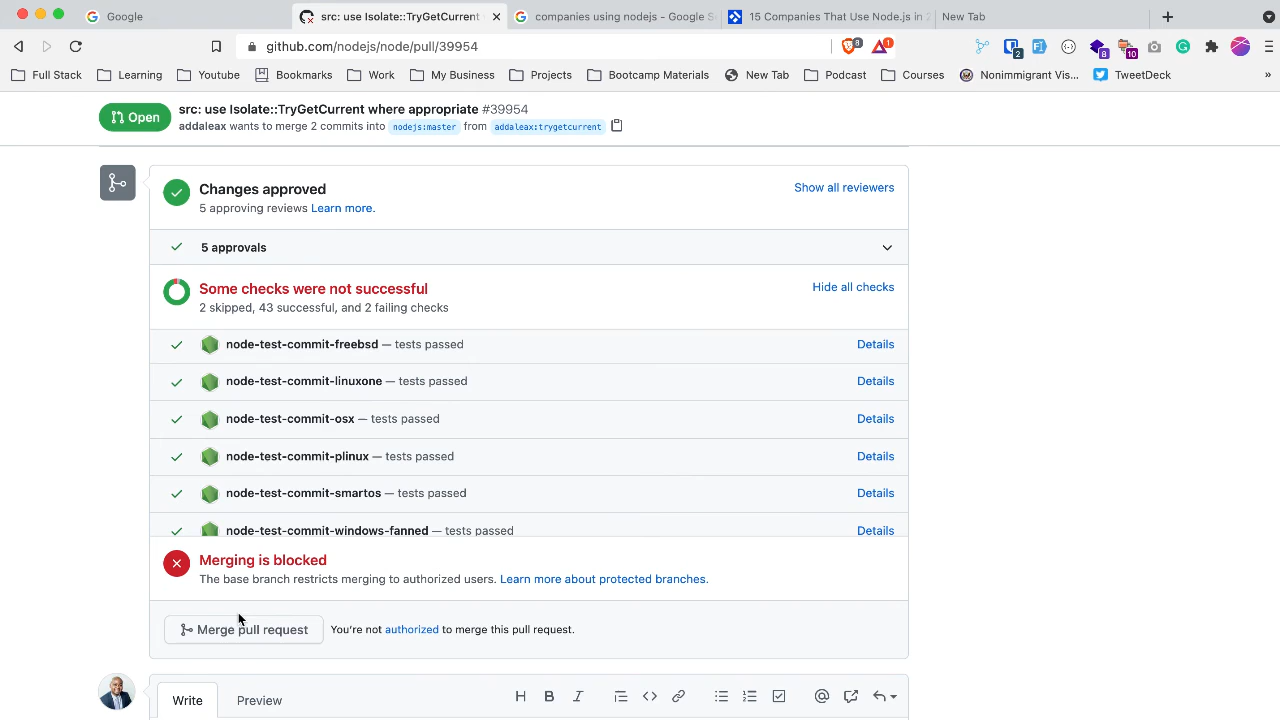 Google
src: use Isolate::TryGetCurrent
companies using nodejs - Google S
15 Companies That Use Node.js in 2
New Tab
github.com/nodejs/node/pull/39954
8
1
2
8
10
Full Stack
Learning
Youtube
Bookmarks
Work
My Business
Projects
Bootcamp Materials
New Tab
Podcast
Courses
Nonimmigrant Vis...
TweetDeck
»
Open
src: use Isolate::TryGetCurrent where appropriate #39954
addaleax wants to merge 2 commits into nodejs:master from addaleax:trygetcurrent
Changes approved
Show all reviewers
5 approving reviews Learn more.
5 approvals
Some checks were not successful
Hide all checks
2 skipped, 43 successful, and 2 failing checks
node-test-commit-freebsd — tests passed Details
node-test-commit-linuxone — tests passed Details
node-test-commit-osx — tests passed Details
node-test-commit-plinux — tests passed Details
node-test-commit-smartos — tests passed Details
node-test-commit-windows-fanned — tests passed Details
Merging is blocked
The base branch restricts merging to authorized users. Learn more about protected branches.
Merge pull request You're not authorized to merge this pull request.
Write
Preview